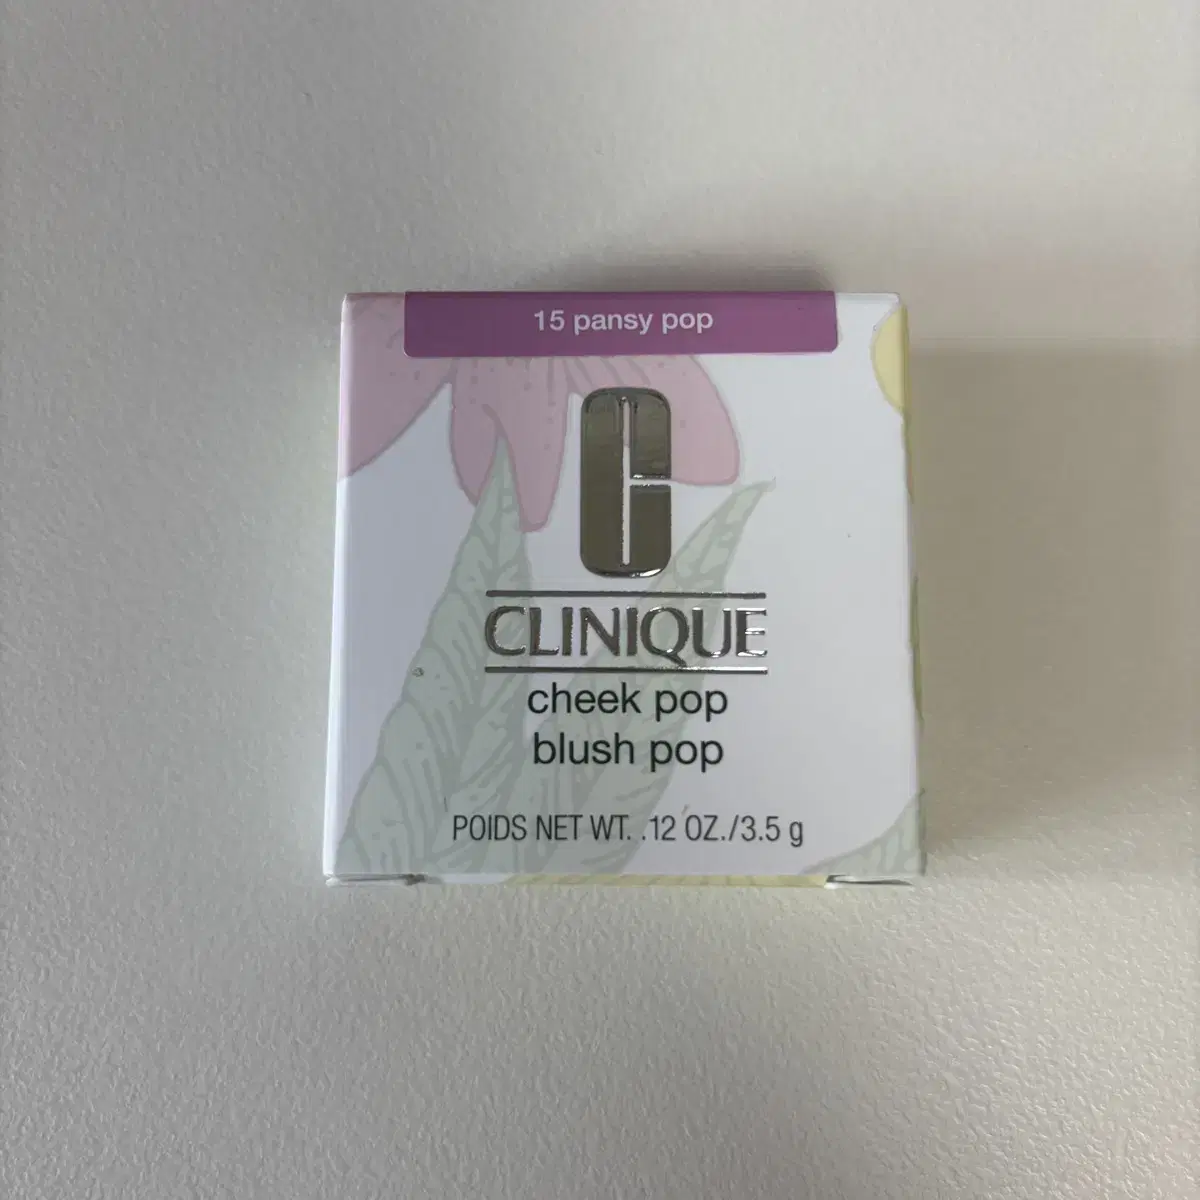 15 pansy pop
CLINIQUE
cheek pop
blush pop
POIDS NET WT. .12 OZ./3.5 g